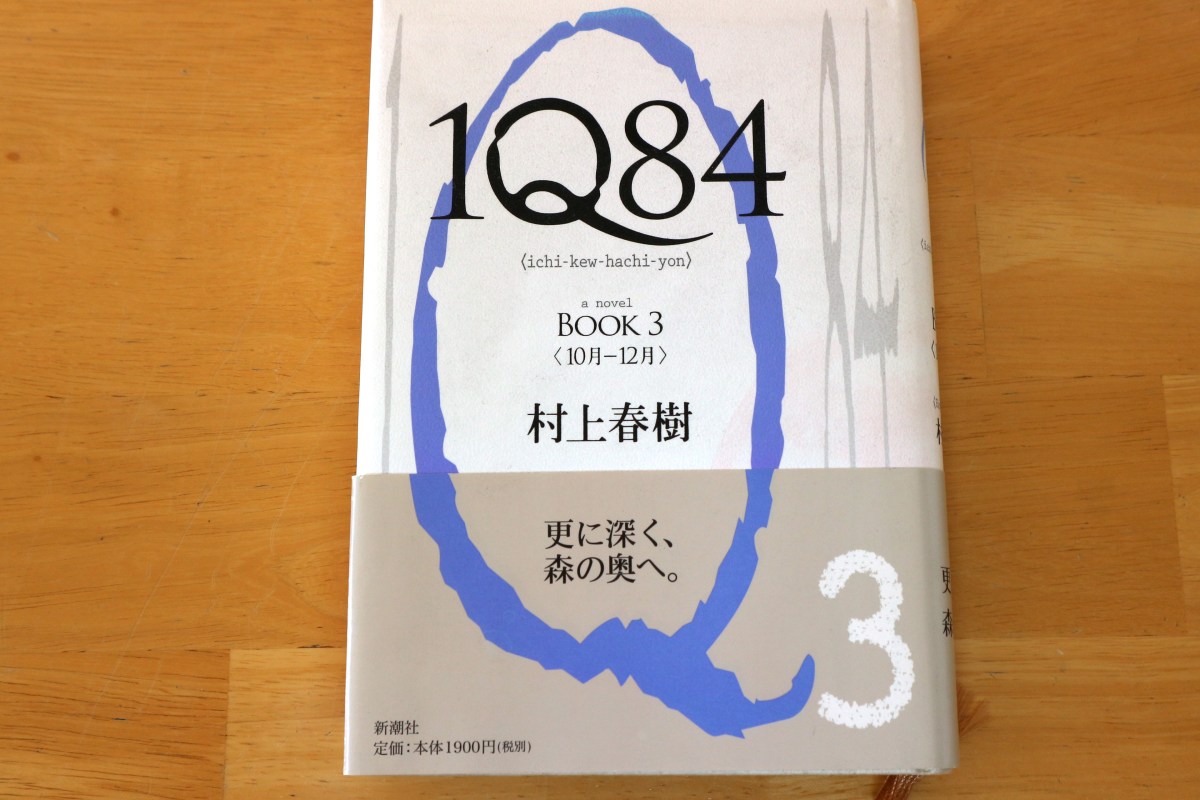 1Q84
〈ichi-kew-hachi-yon〉
a novel
BOOK 3
〈10月−12月〉
村上春樹
更に深く、
森の奥へ。
3
新潮社
定価：本体1900円(税別)
更
森